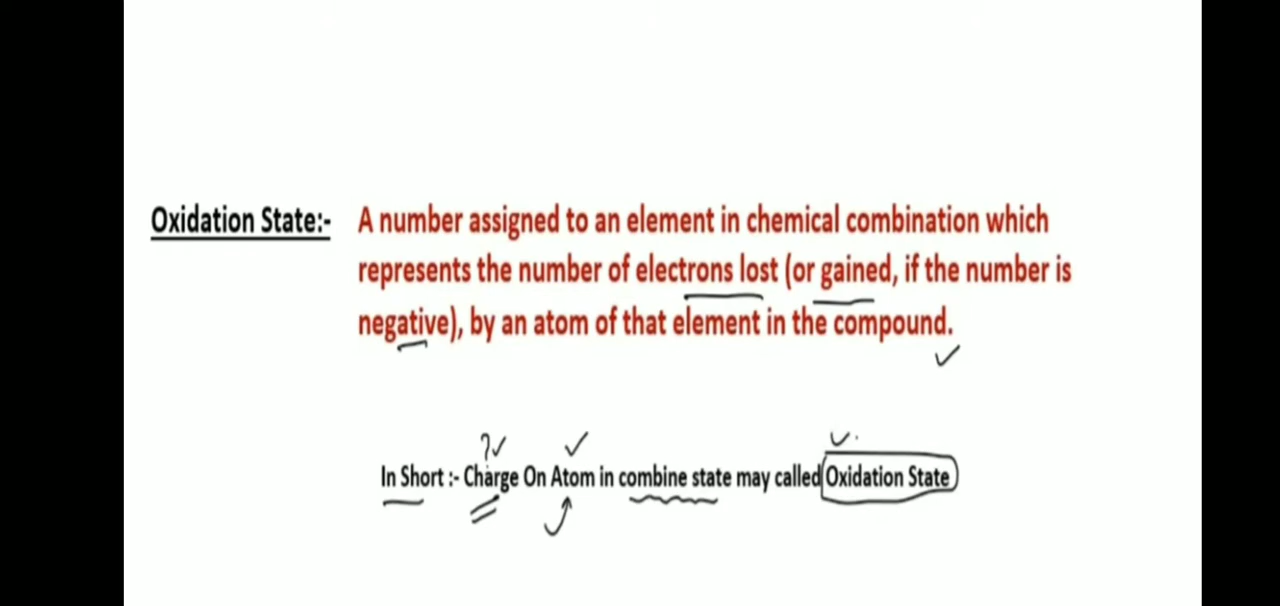 Oxidation State:- A number assigned to an element in chemical combination which
represents the number of electrons lost (or gained, if the number is
negative), by an atom of that element in the compound.
In Short :- Charge On Atom in combine state may called Oxidation State